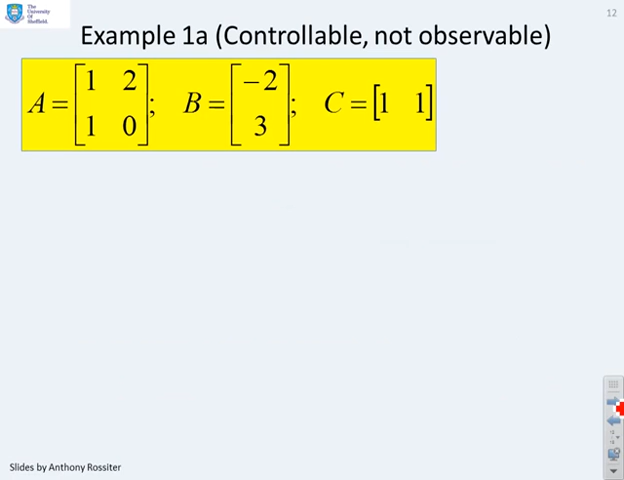 The
University
Of
Sheffield.
12
Example 1a (Controllable, not observable)
A = [1 2; 1 0]; B = [-2; 3]; C = [1 1]
Slides by Anthony Rossiter